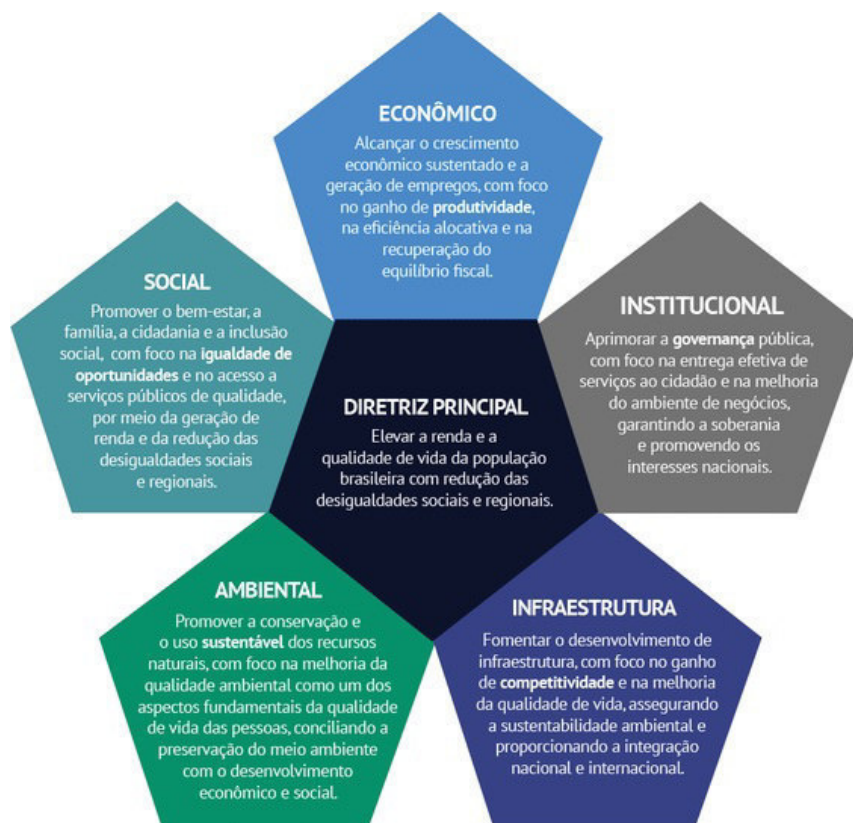 ECONÔMICO
Alcançar o crescimento
econômico sustentado e a
geração de empregos, com foco
no ganho de produtividade,
na eficiência alocativa e na
recuperação do
equilíbrio fiscal.
SOCIAL
Promover o bem-estar, a
família, a cidadania e a inclusão
social, com foco na igualdade de
oportunidades e no acesso a
serviços públicos de qualidade,
por meio da geração de
renda e da redução das
desigualdades sociais
e regionais.
INSTITUCIONAL
Aprimorar a governança pública,
com foco na entrega efetiva de
serviços ao cidadão e na melhoria
do ambiente de negócios,
garantindo a soberania
e promovendo os
interesses nacionais.
DIRETRIZ PRINCIPAL
Elevar a renda e a
qualidade de vida da população
brasileira com redução das
desigualdades sociais e regionais.
AMBIENTAL
Promover a conservação e
o uso sustentável dos recursos
naturais, com foco na melhoria da
qualidade ambiental como um dos
aspectos fundamentais da qualidade
de vida das pessoas, conciliando a
preservação do meio ambiente
com o desenvolvimento
econômico e social.
INFRAESTRUTURA
Fomentar o desenvolvimento de
infraestrutura, com foco no ganho
de competitividade e na melhoria
da qualidade de vida, assegurando
a sustentabilidade ambiental e
proporcionando a integração
nacional e internacional.